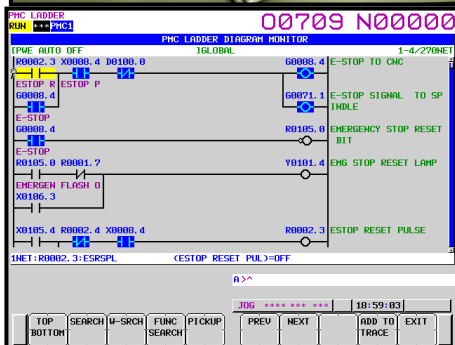 PMC LADDER
O0709 N00000
RUN *** PMC1
PMC LADDER DIAGRAM MONITOR
[PWE AUTO OFF ]GLOBAL 1-4/270NET
R0002.3 X0008.4 D0100.0 G0008.4 E-STOP TO CNC
ESTOP R ESTOP P
G0008.4 G0071.1 E-STOP SIGNAL TO SP
INDLE
E-STOP
G0008.4 R0105.0 EMERGENCY STOP RESET
BIT
E-STOP
R0105.0 R0001.7 Y0101.4 EMG STOP RESET LAMP
EMERGEN FLASH O
X0106.3
X0105.4 R0002.4 X0008.4 R0002.3 ESTOP RESET PULSE
1NET:R0002.3:ESRSPL (ESTOP RESET PUL)=OFF
A>^
JOG **** *** *** 18:59:03
TOP BOTTOM SEARCH W-SRCH FUNC SEARCH PICKUP PREV NEXT ADD TO TRACE EXIT